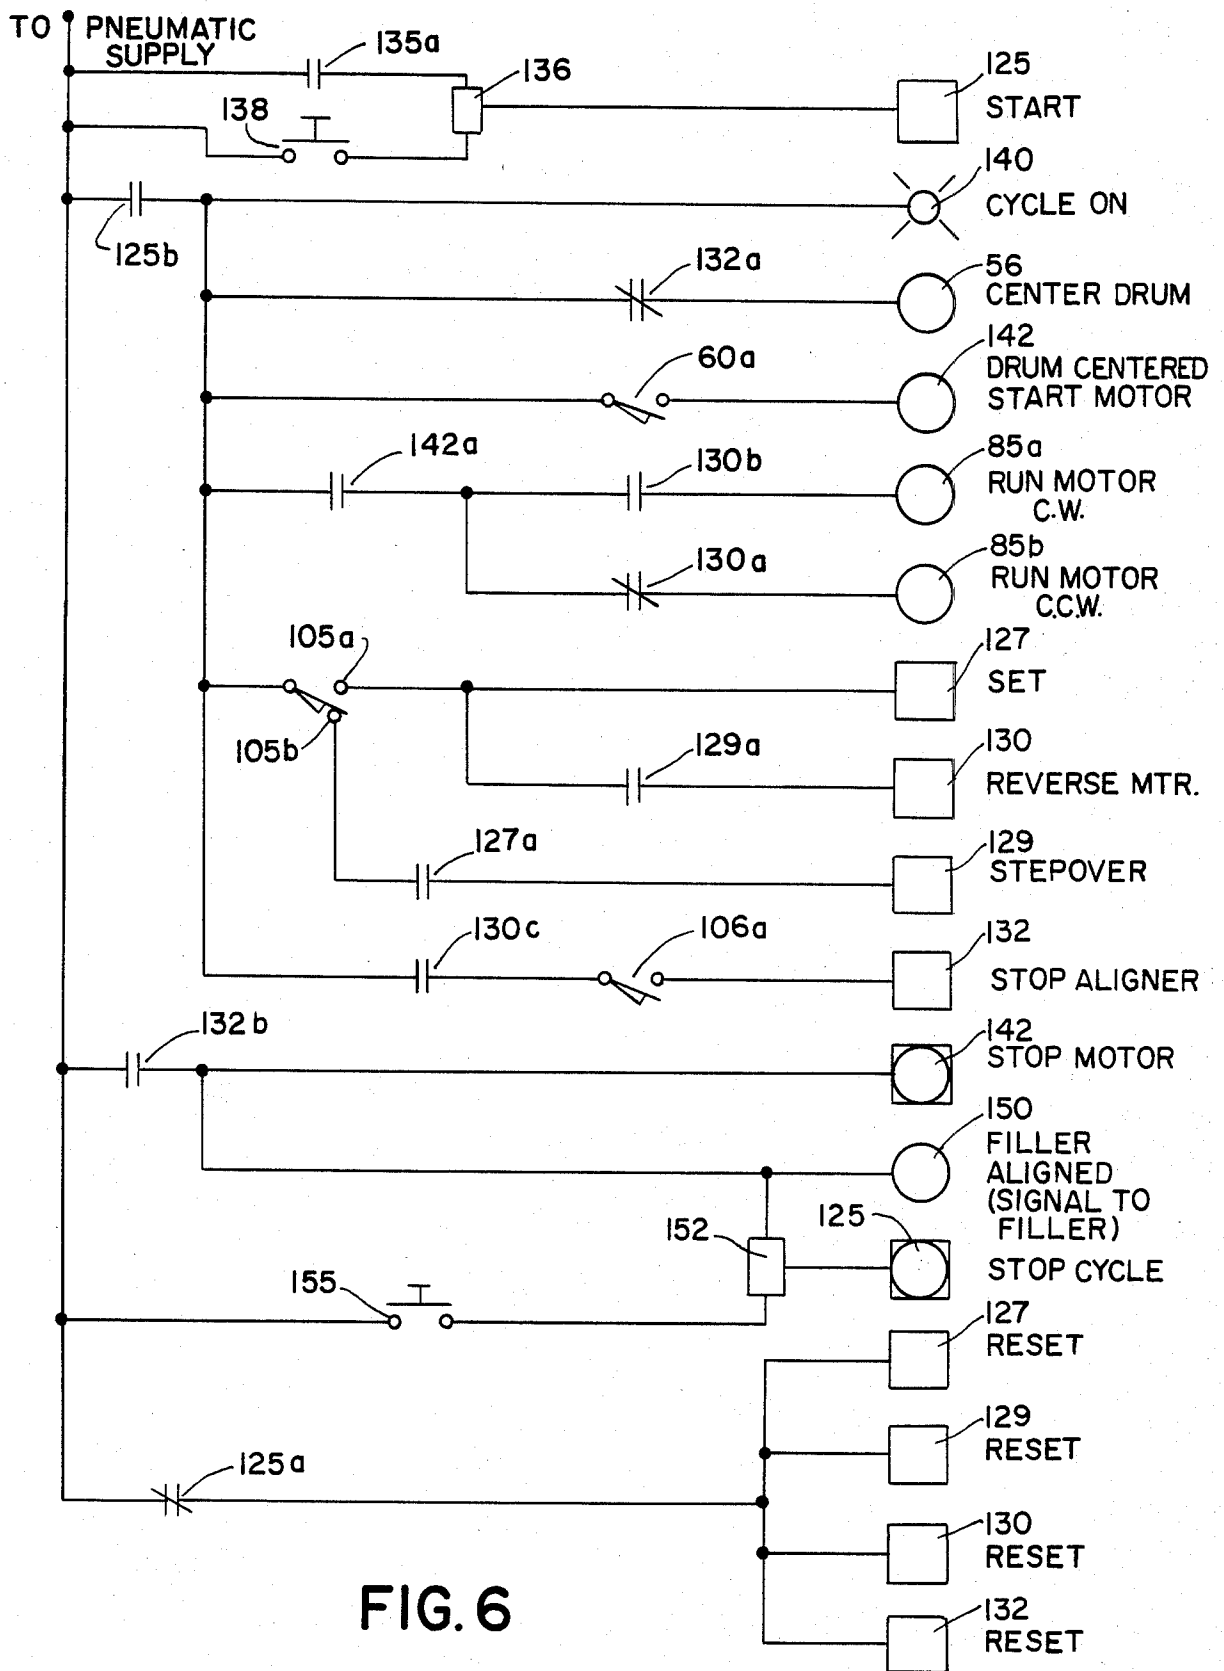 TO PNEUMATIC
SUPPLY
135a
136
125
START
138
140
CYCLE ON
125b
132a
56
CENTER DRUM
60a
142
DRUM CENTERED
START MOTOR
142a
130b
85a
RUN MOTOR
C.W.
130a
85b
RUN MOTOR
C.C.W.
105a
127
SET
105b
129a
130
REVERSE MTR.
127a
129
STEPOVER
130c
106a
132
STOP ALIGNER
132b
142
STOP MOTOR
150
FILLER
ALIGNED
(SIGNAL TO
FILLER)
152
125
STOP CYCLE
155
127
RESET
129
RESET
125a
130
RESET
132
RESET
FIG. 6